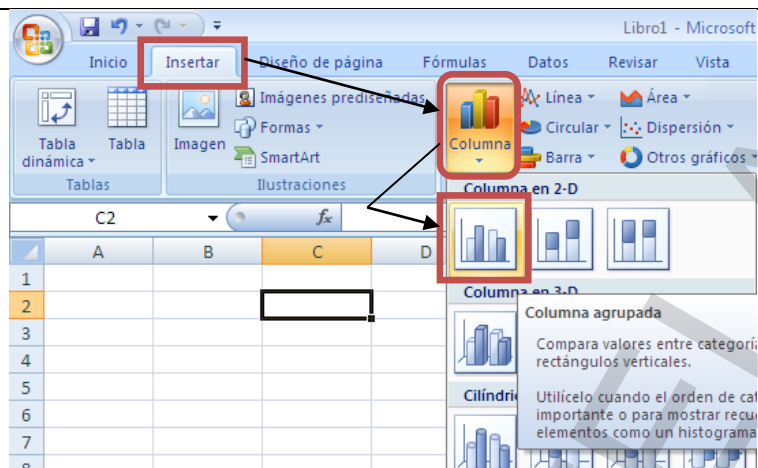 Libro1 - Microsoft
Inicio Insertar Diseño de página Fórmulas Datos Revisar Vista
Tabla dinámica
Tabla
Imagen
Imágenes prediseñadas
Formas
SmartArt
Columna
Línea
Circular
Barra
Área
Dispersión
Otros gráficos
Tablas
Ilustraciones
Columna en 2-D
C2
fx
A B C D
1
2
3
4
5
6
7
8
Columna en 3-D
Columna agrupada
Compara valores entre
rectángulos verticales.
Utilícelo cuando el orden de
importante o para mostrar
elementos como un histograma